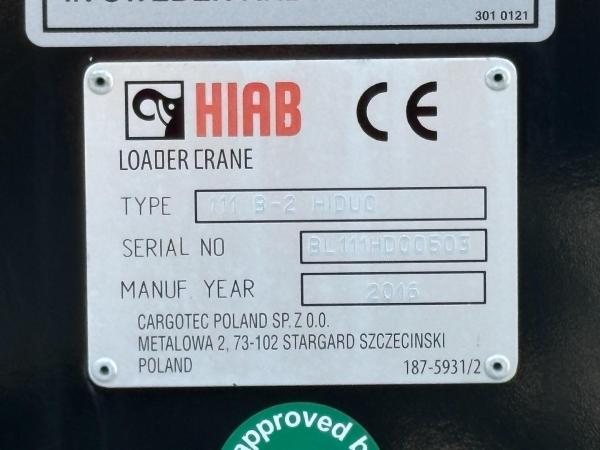 301 0121
HIAB CE
LOADER CRANE
TYPE 111 B-2 HIDUO
SERIAL NO BL111HD00503
MANUF. YEAR 2016
CARGOTEC POLAND SP. Z O.O.
METALOWA 2, 73-102 STARGARD SZCZECINSKI
POLAND 187-5931/2
approved